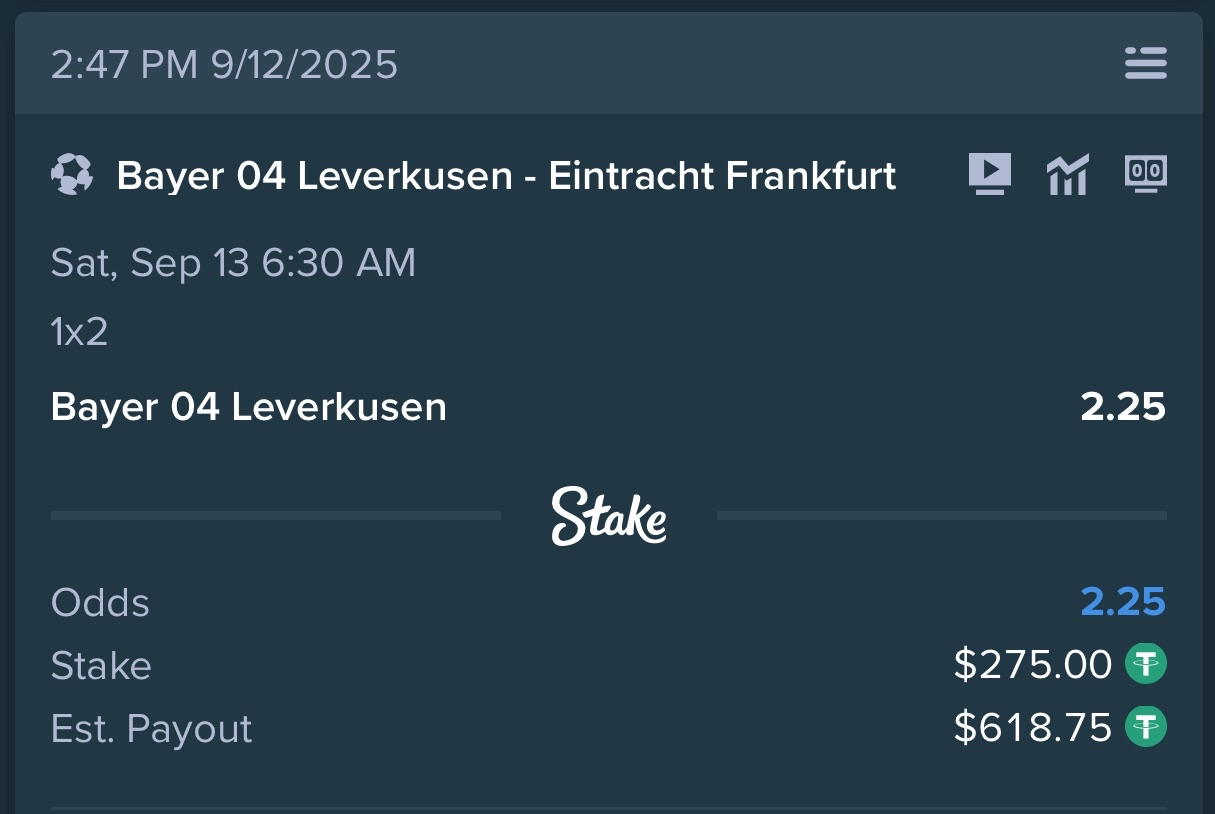 2:47 PM 9/12/2025
Bayer 04 Leverkusen - Eintracht Frankfurt
00
Sat, Sep 13 6:30 AM
1x2
Bayer 04 Leverkusen 2.25
Stake
Odds 2.25
Stake $275.00
Est. Payout $618.75